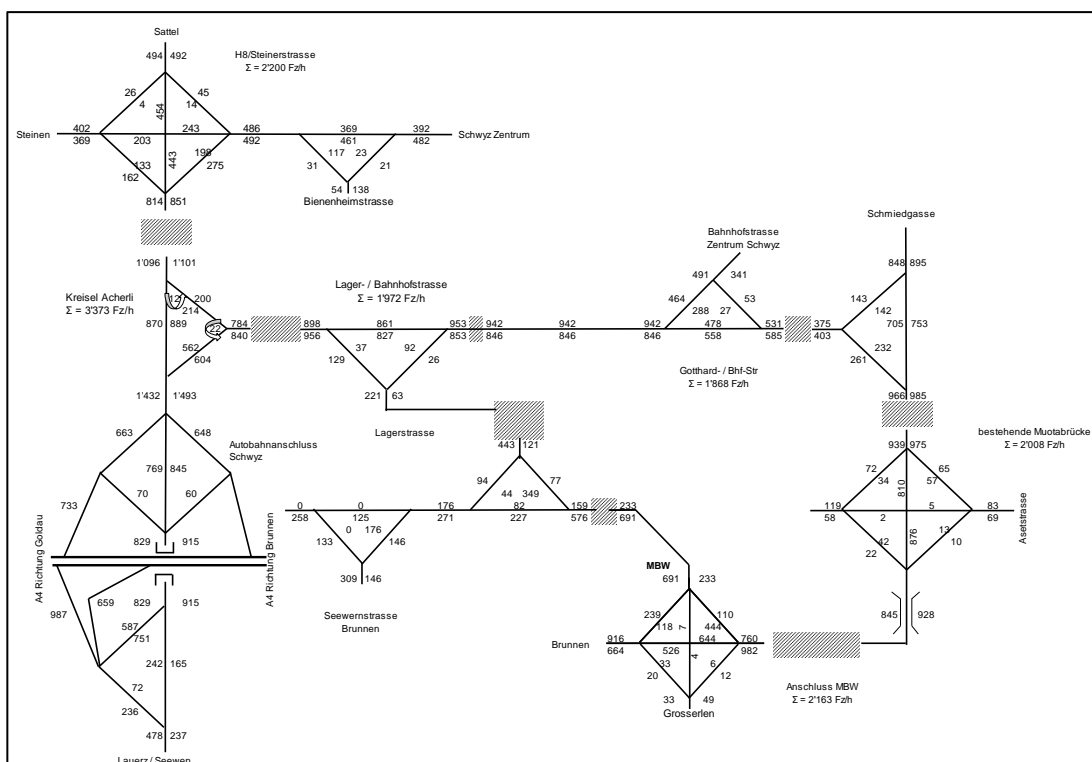 Sattel
494 492
H8/Steinerstrasse
Σ = 2'200 Fz/h
26 45
4 14
454
Steinen 402 243 486 369 392 Schwyz Zentrum
369 203 492 461 482
117 23
443
133 198
162 275
31 21
54 138
Bienenheimstrasse
814 851
Schmiedgasse
Bahnhofstrasse
Zentrum Schwyz
848 895
1'096 1'101
491 341
Kreisel Acherli
Σ = 3'373 Fz/h
Lager- / Bahnhofstrasse
Σ = 1'972 Fz/h
200
214
464 53
288 27
143
142
870 889
22
784 898 861 953 942 942 942 478 531 375
840 956 827 853 846 846 846 558 585 403
705 753
562
604
37 92
129 26
232
261
Gotthard- / Bhf-Str
Σ = 1'868 Fz/h
221 63
966 985
1'432 1'493
Lagerstrasse
443 121
939 975
bestehende Muotabrücke
Σ = 2'008 Fz/h
663 648
Autobahnanschluss
Schwyz
769 845
70 60
733
94 77
44 349
72 65
34 57
810
0 0 176 82 159 233
258 125 271 227 576 691
0 176
133 146
119 5 83
58 2 69
42 13
22 10
876
Asetstrasse
829 915
309 146
Seewernstrasse
Brunnen
A4 Richtung Goldau
A4 Richtung Brunnen
MBW
691 233
987
659 829 915
587
751
239 110
118 444
7
845 928
Brunnen 916 644 760
664 526 982
4
33 6
20 12
242 165
72
236
33 49
Grosserlen
Anschluss MBW
Σ = 2'163 Fz/h
478 237
Lauerz / Seewen